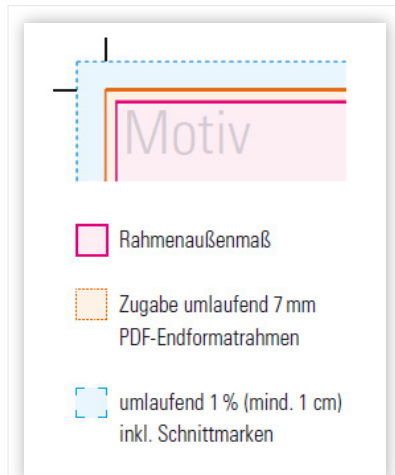 Motiv
Rahmenaußenmaß
Zugabe umlaufend 7 mm
PDF-Endformatrahmen
umlaufend 1 % (mind. 1 cm)
inkl. Schnittmarken